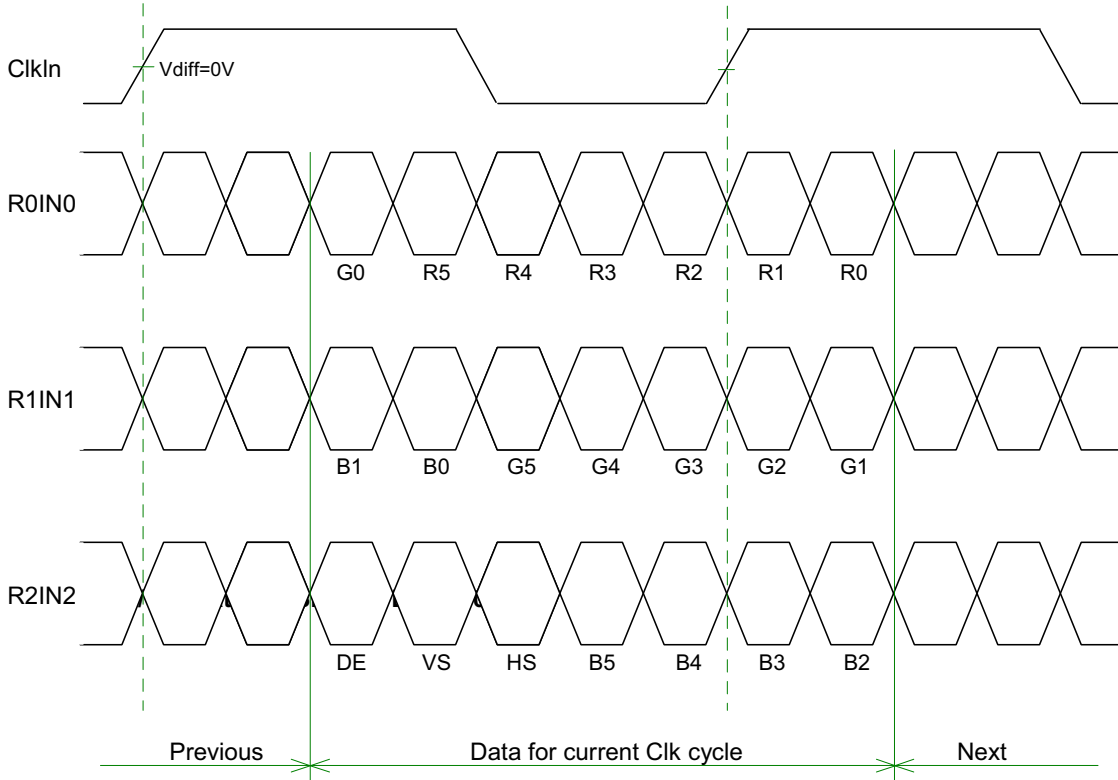 ClkIn
Vdiff=0V
R0IN0
G0 R5 R4 R3 R2 R1 R0
R1IN1
B1 B0 G5 G4 G3 G2 G1
R2IN2
DE VS HS B5 B4 B3 B2
Previous Data for current Clk cycle Next